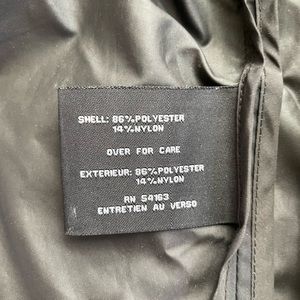 SHELL: 86%POLYESTER
14%NYLON
OVER FOR CARE
EXTERIEUR: 86%POLYESTER
14%NYLON
RN 54163
ENTRETIEN AU VERSO